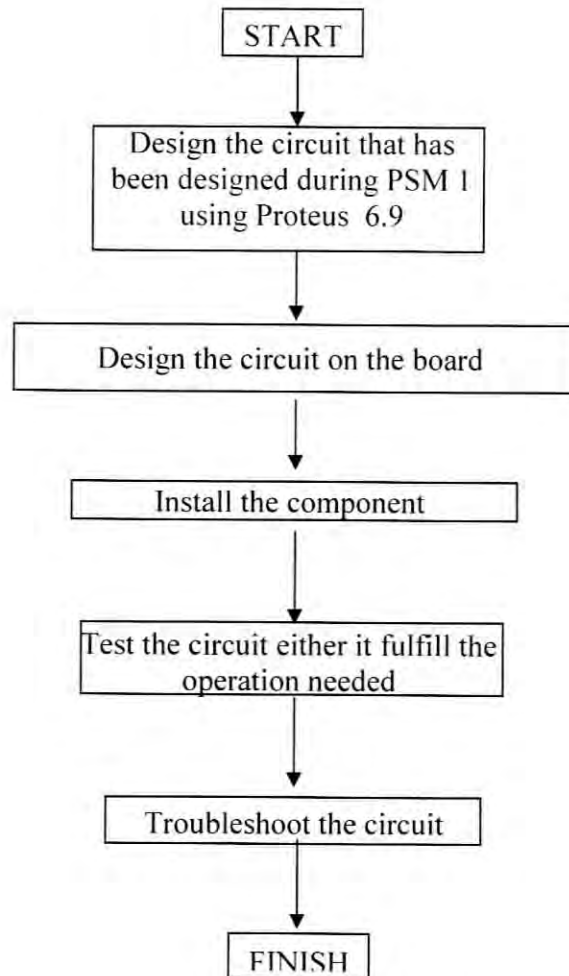 START
Design the circuit that has
been designed during PSM 1
using Proteus 6.9
Design the circuit on the board
Install the component
Test the circuit either it fulfill the
operation needed
Troubleshoot the circuit
FINISH